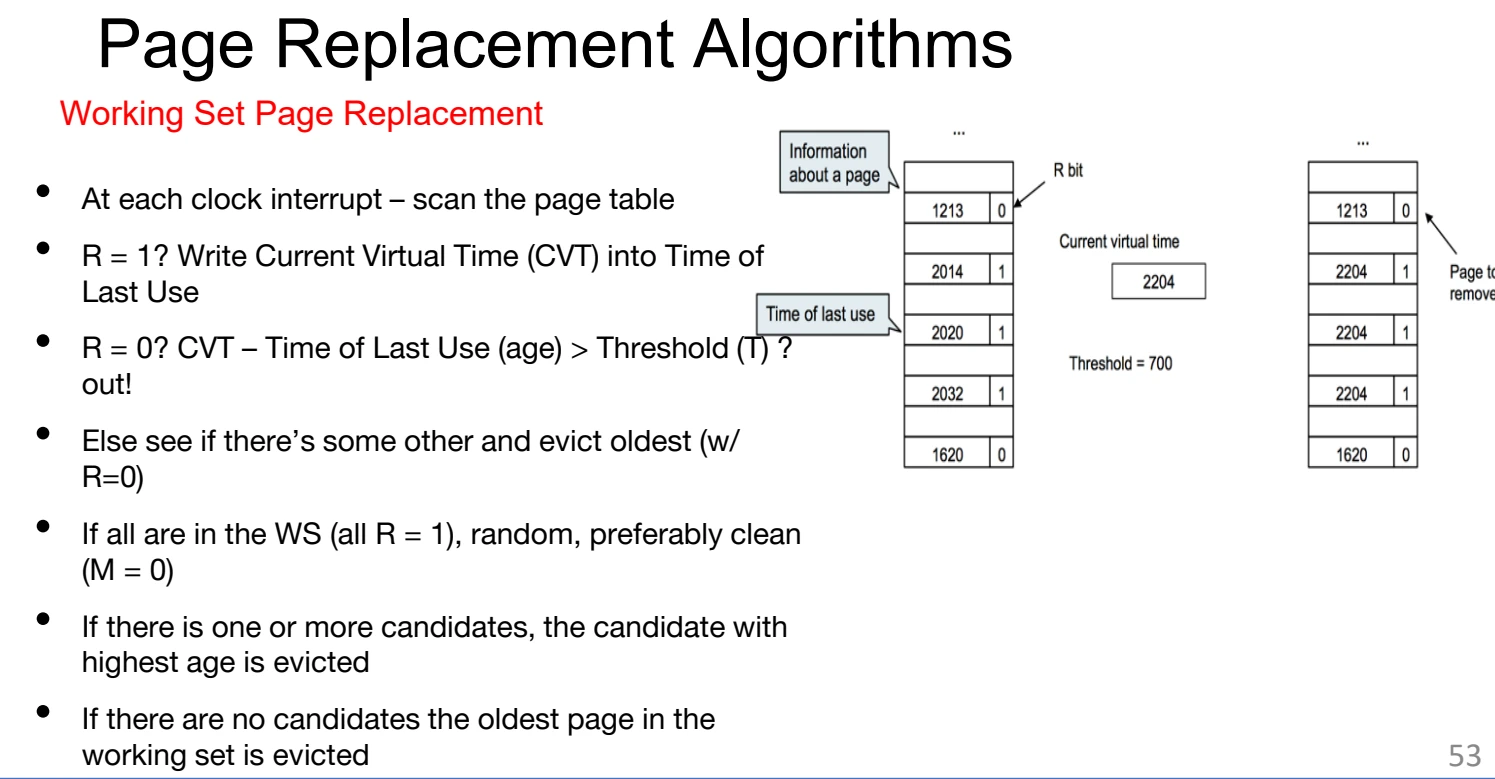 Page Replacement Algorithms
Working Set Page Replacement
• At each clock interrupt – scan the page table
• R = 1? Write Current Virtual Time (CVT) into Time of
Last Use
• R = 0? CVT – Time of Last Use (age) > Threshold (T) ?
out!
• Else see if there’s some other and evict oldest (w/
R=0)
• If all are in the WS (all R = 1), random, preferably clean
(M = 0)
• If there is one or more candidates, the candidate with
highest age is evicted
• If there are no candidates the oldest page in the
working set is evicted
...
Information
about a page
R bit
1213 0
2014 1
Time of last use
2020 1
2032 1
1620 0
Current virtual time
2204
Threshold = 700
...
1213 0
2204 1
2204 1
2204 1
1620 0
Page to
remove
53